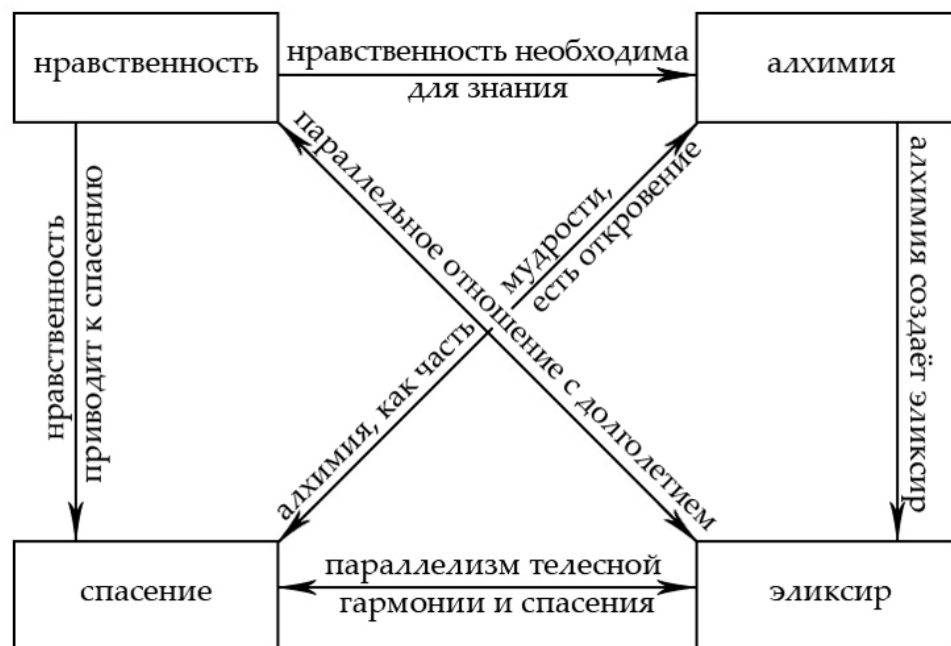 нравственность
нравственность необходима
для знания
алхимия
нравственность
приводит к спасению
параллельное отношение с долголетием
алхимия, как часть
мудрости,
есть откровение
алхимия создаёт эликсир
спасение
параллелизм телесной
гармонии и спасения
эликсир